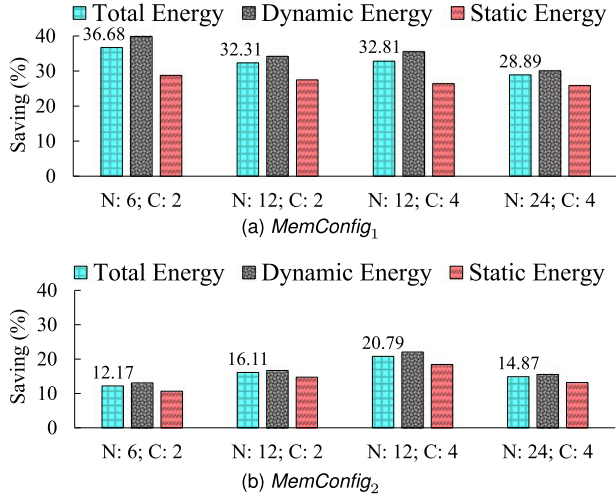 Total Energy Dynamic Energy Static Energy
Saving (%)
40
30
20
10
0
36.68 32.31 32.81 28.89
N: 6; C: 2 N: 12; C: 2 N: 12; C: 4 N: 24; C: 4
(a) MemConfig₁
Total Energy Dynamic Energy Static Energy
Saving (%)
40
30
20
10
0
12.17 16.11 20.79 14.87
N: 6; C: 2 N: 12; C: 2 N: 12; C: 4 N: 24; C: 4
(b) MemConfig₂